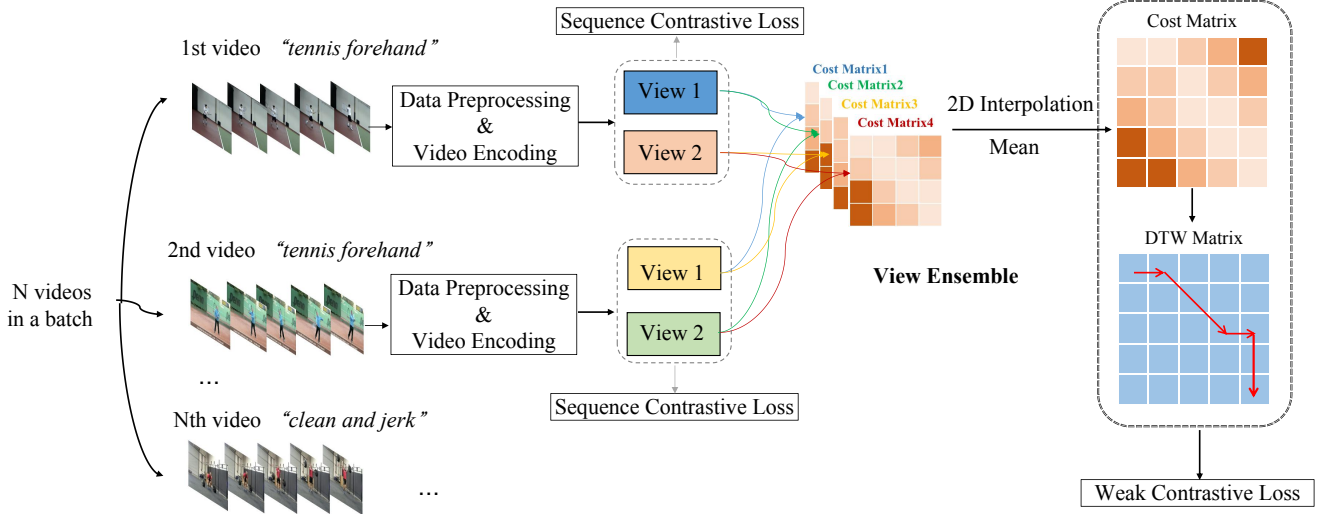 Sequence Contrastive Loss
1st video “tennis forehand”
Data Preprocessing
&
Video Encoding
View 1
View 2
Cost Matrix1
Cost Matrix2
Cost Matrix3
Cost Matrix4
2D Interpolation
Mean
Cost Matrix
2nd video “tennis forehand”
N videos
in a batch
Data Preprocessing
&
Video Encoding
View 1
View 2
View Ensemble
DTW Matrix
...
Sequence Contrastive Loss
Nth video “clean and jerk”
...
Weak Contrastive Loss